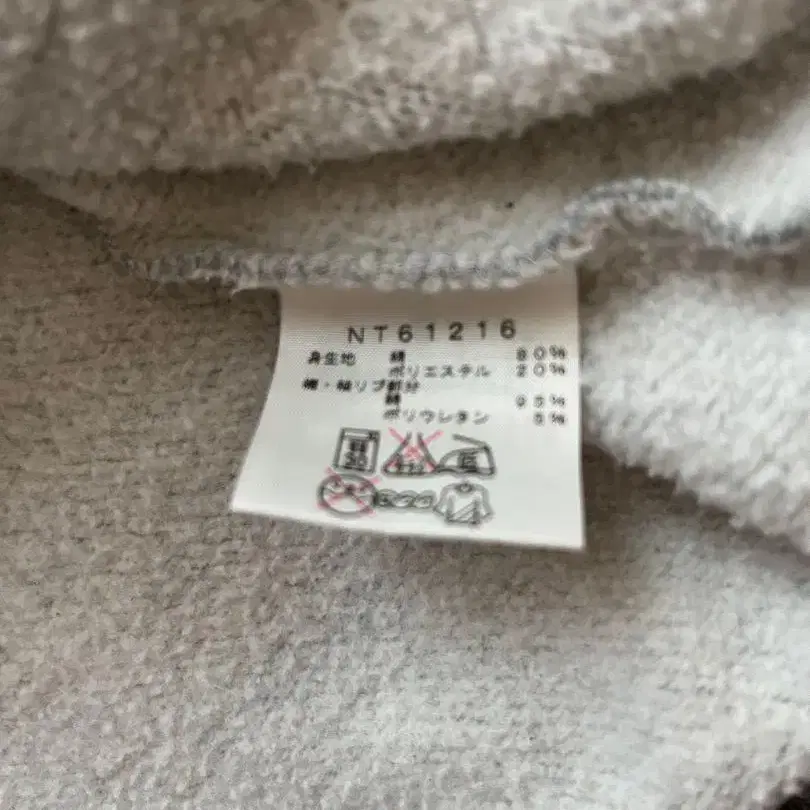 NT61216
身生地 綿 80%
ポリエステル 20%
裾・袖リブ部分
綿 95%
ポリウレタン 5%